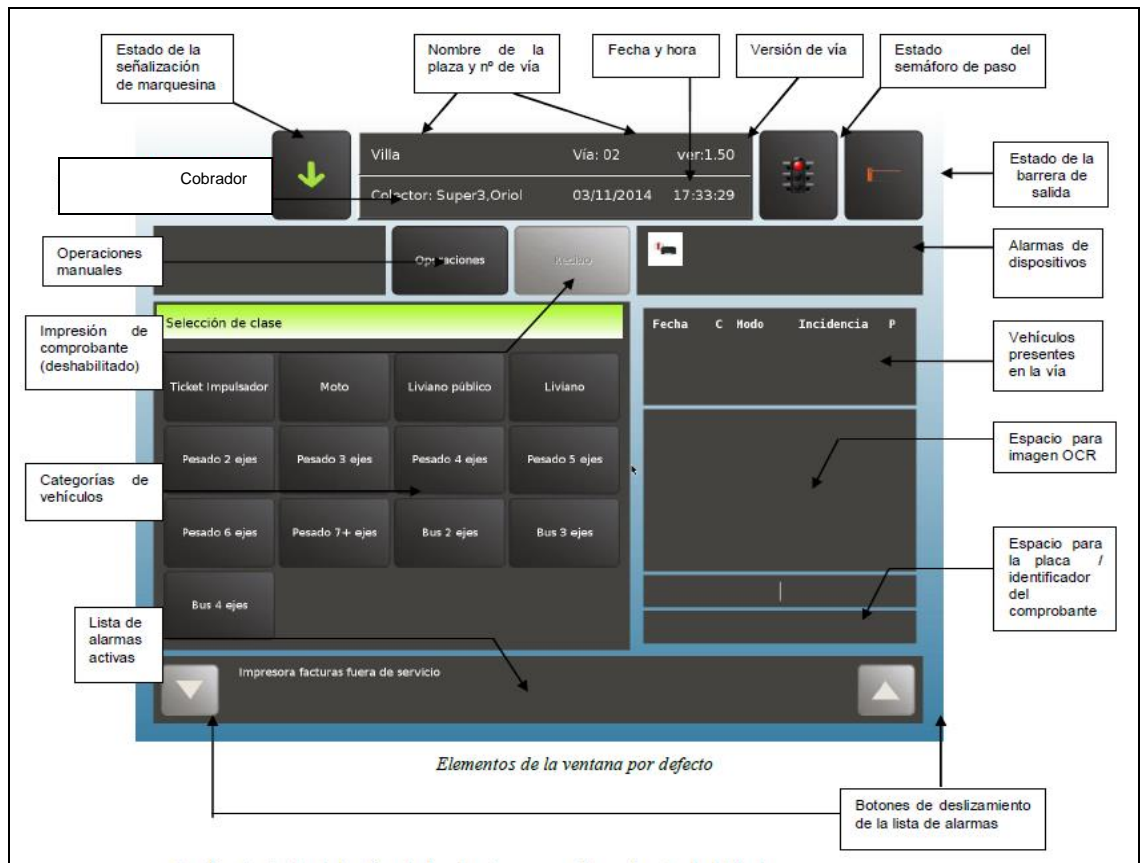 Estado de la
señalización
de marquesina
Nombre de la
plaza y nº de vía
Fecha y hora
Versión de vía
Estado del
semáforo de paso
Villa Vía: 02 ver:1.50
Colector: Super3,Oriol 03/11/2014 17:33:29
Cobrador
Estado de la
barrera de
salida
Operaciones
manuales
Operaciones
Recibo
Alarmas de
dispositivos
Impresión de
comprobante
(deshabilitado)
Selección de clase
Fecha C Modo Incidencia P
Vehículos
presentes
en la vía
Ticket Impulsador Moto Liviano público Liviano
Pesado 2 ejes Pesado 3 ejes Pesado 4 ejes Pesado 5 ejes
Espacio para
imagen OCR
Categorías de
vehículos
Pesado 6 ejes Pesado 7+ ejes Bus 2 ejes Bus 3 ejes
Espacio para
la placa /
identificador
del
comprobante
Bus 4 ejes
Lista de
alarmas
activas
Impresora facturas fuera de servicio
Elementos de la ventana por defecto
Botones de deslizamiento
de la lista de alarmas